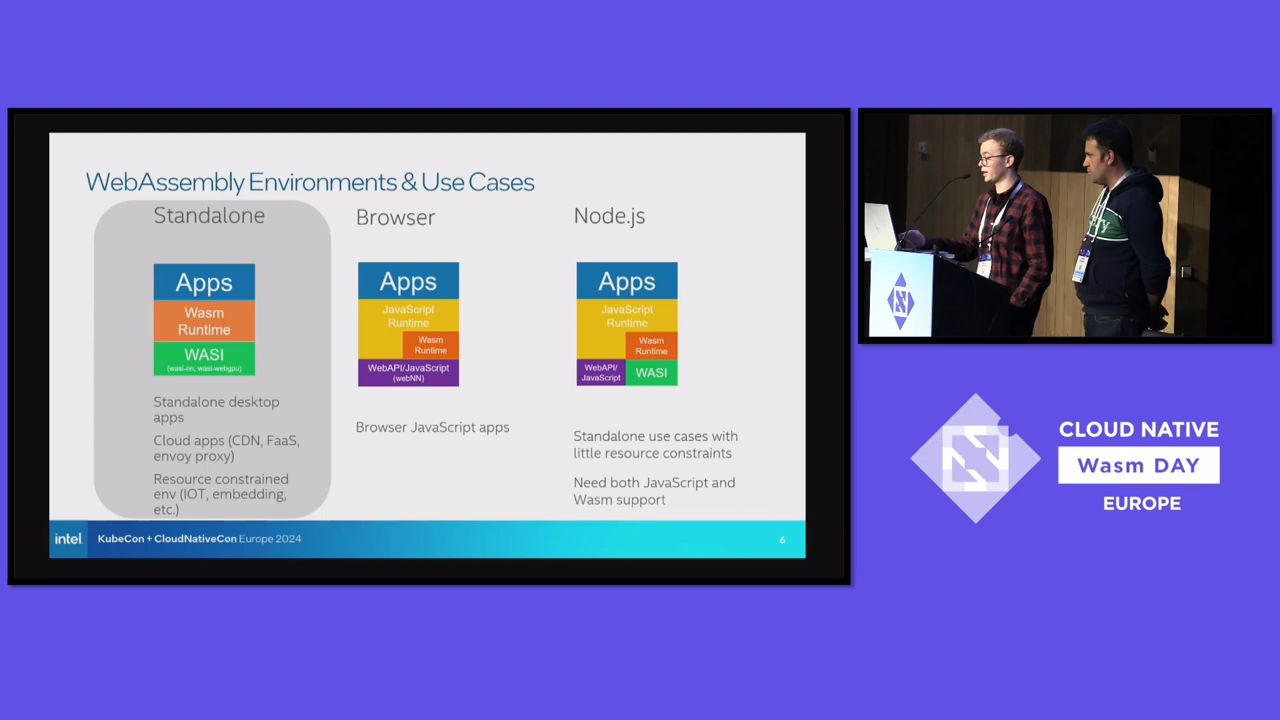 WebAssembly Environments & Use Cases
Standalone
Apps
Wasm
Runtime
WASI
(wasi-nn, wasi-webgpu)
Standalone desktop
apps
Cloud apps (CDN, FaaS,
envoy proxy)
Resource constrained
env (IOT, embedding,
etc.)
Browser
Apps
JavaScript
Runtime
Wasm
Runtime
WebAPI/JavaScript
(webNN)
Browser JavaScript apps
Node.js
Apps
JavaScript
Runtime
Wasm
Runtime
WebAPI/
JavaScript
WASI
Standalone use cases with
little resource constraints
Need both JavaScript and
Wasm support
intel
KubeCon + CloudNativeCon Europe 2024
6
CLOUD NATIVE
Wasm DAY
EUROPE